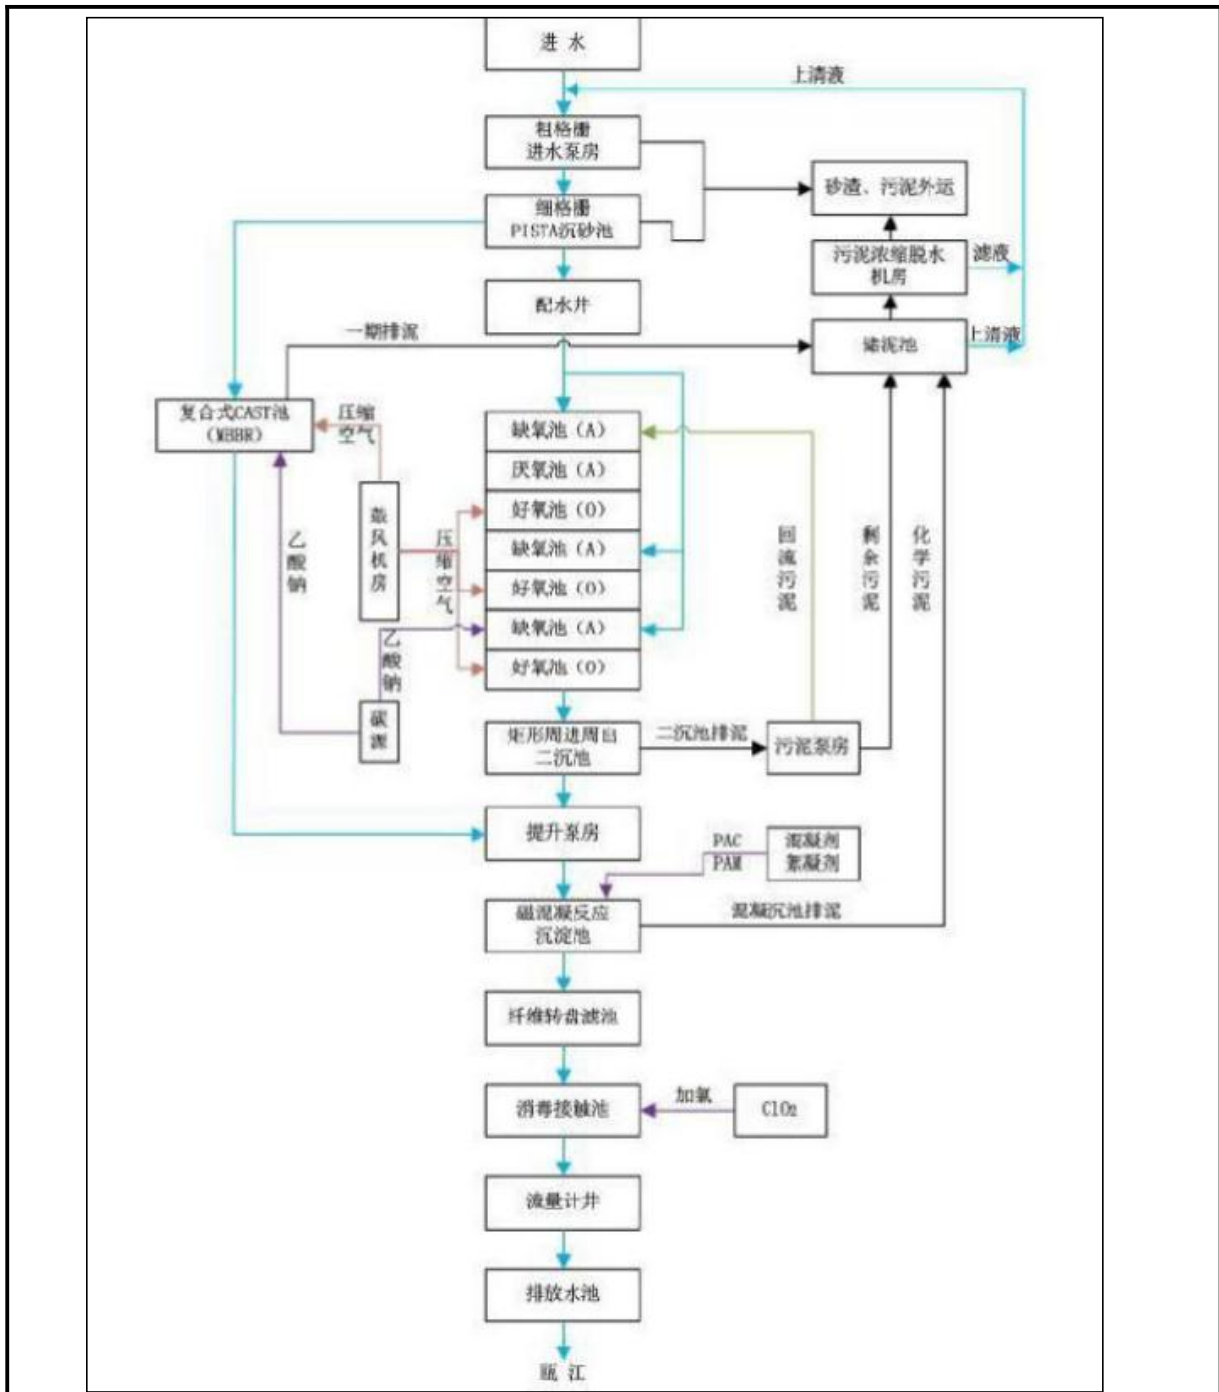 进 水
上清液
粗格栅
进水泵房
砂渣、污泥外运
细格栅
PISTA沉砂池
污泥浓缩脱水
机房
滤液
配水井
一期排泥
储泥池
上清液
复合式CAST池
(MBBR)
压缩
空气
缺氧池（A）
厌氧池（A）
好氧池（O）
缺氧池（A）
好氧池（O）
缺氧池（A）
好氧池（O）
鼓风机房
压缩空气
乙酸钠
乙酸钠
碳源
回流污泥
剩余污泥
化学污泥
矩形周进周出
二沉池
二沉池排泥
污泥泵房
提升泵房
PAC
PAM
混凝剂
絮凝剂
磁混凝反应
沉淀池
混凝沉池排泥
纤维转盘滤池
消毒接触池
加氯
ClO₂
流量计井
排放水池
瓯 江